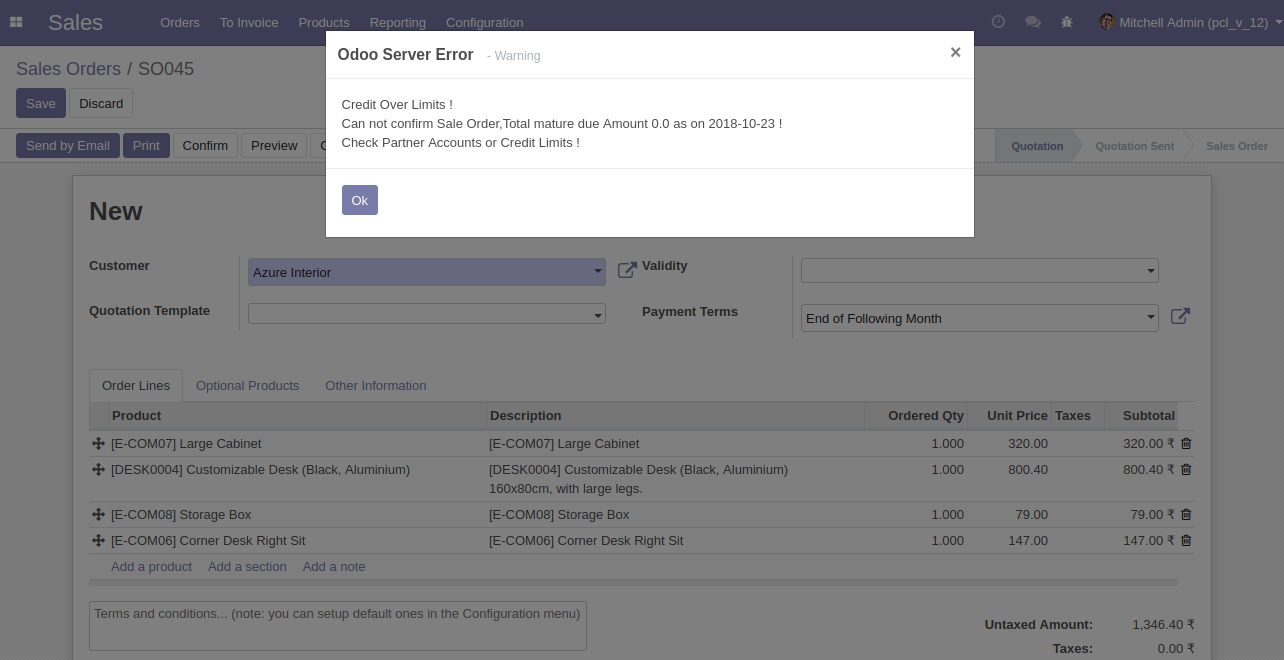 Sales Orders To Invoice Products Reporting Configuration Mitchell Admin (pcl_v_12)
Odoo Server Error - Warning ×
Credit Over Limits !
Can not confirm Sale Order,Total mature due Amount 0.0 as on 2018-10-23 !
Check Partner Accounts or Credit Limits !
Ok
Sales Orders / SO045
Save Discard
Send by Email Print Confirm Preview Quotation Quotation Sent Sales Order
New
Customer Azure Interior Validity
Quotation Template Payment Terms End of Following Month
Order Lines Optional Products Other Information
Product Description Ordered Qty Unit Price Taxes Subtotal
[E-COM07] Large Cabinet [E-COM07] Large Cabinet 1.000 320.00 320.00 ₹
[DESK0004] Customizable Desk (Black, Aluminium) [DESK0004] Customizable Desk (Black, Aluminium) 1.000 800.40 800.40 ₹
160x80cm, with large legs.
[E-COM08] Storage Box [E-COM08] Storage Box 1.000 79.00 79.00 ₹
[E-COM06] Corner Desk Right Sit [E-COM06] Corner Desk Right Sit 1.000 147.00 147.00 ₹
Add a product Add a section Add a note
Terms and conditions... (note: you can setup default ones in the Configuration menu)
Untaxed Amount: 1,346.40 ₹
Taxes: 0.00 ₹